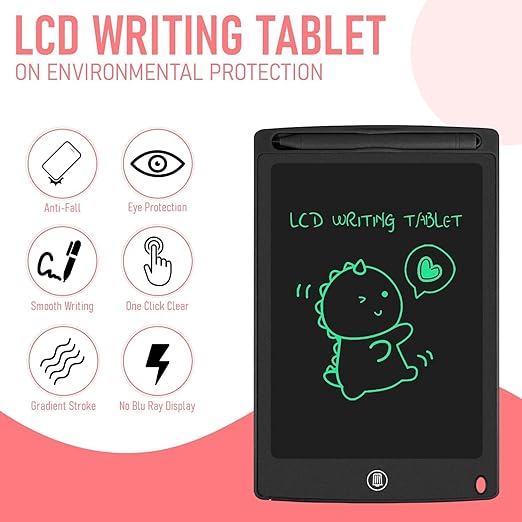 LCD WRITING TABLET
ON ENVIRONMENTAL PROTECTION
Anti-Fall
Eye Protection
Smooth Writing
One Click Clear
Gradient Stroke
No Blu Ray Display
LCD WRITING TABLET